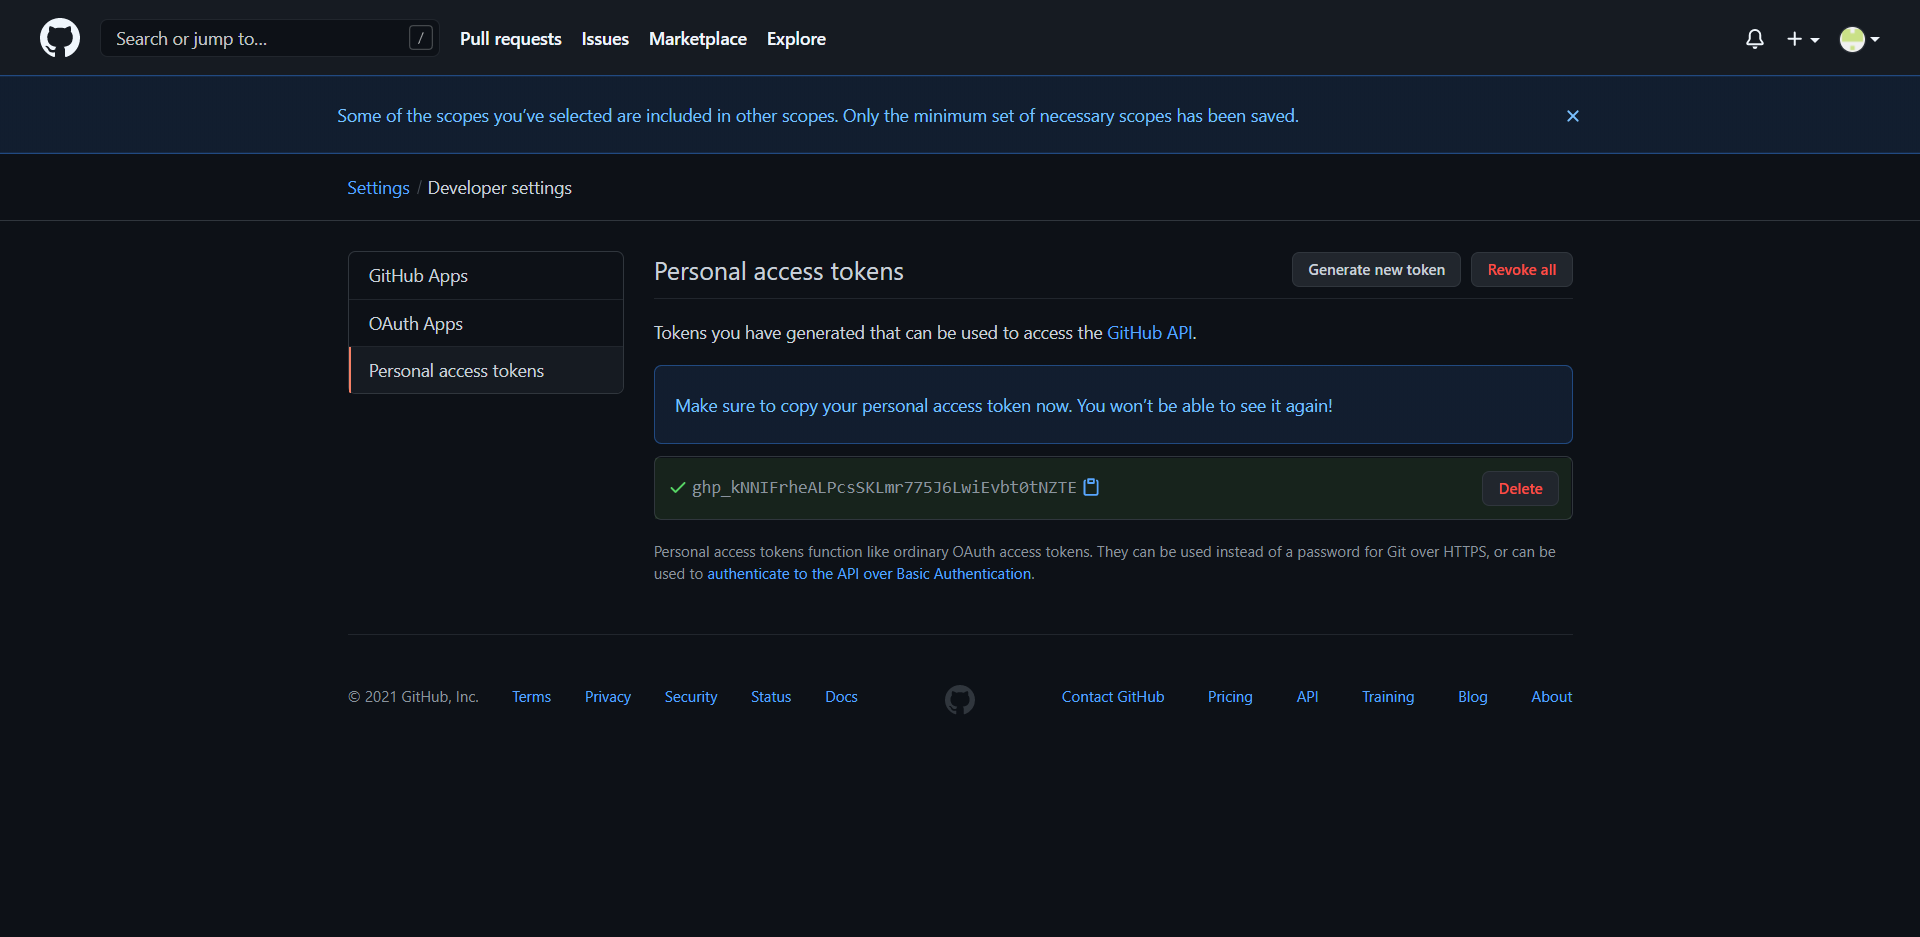 Search or jump to... /
Pull requests Issues Marketplace Explore
Some of the scopes you've selected are included in other scopes. Only the minimum set of necessary scopes has been saved.
Settings / Developer settings
GitHub Apps
OAuth Apps
Personal access tokens
Personal access tokens
Generate new token Revoke all
Tokens you have generated that can be used to access the GitHub API.
Make sure to copy your personal access token now. You won't be able to see it again!
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
Delete
Personal access tokens function like ordinary OAuth access tokens. They can be used instead of a password for Git over HTTPS, or can be
used to authenticate to the API over Basic Authentication.
© 2021 GitHub, Inc. Terms Privacy Security Status Docs Contact GitHub Pricing API Training Blog About